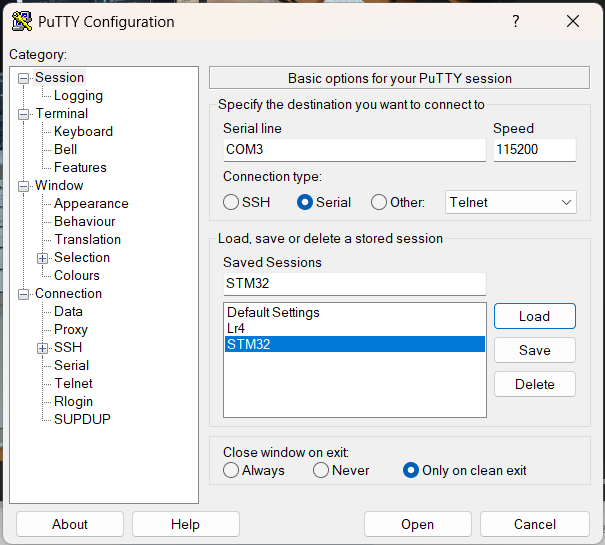 PuTTY Configuration
Category:
Session
Logging
Terminal
Keyboard
Bell
Features
Window
Appearance
Behaviour
Translation
Selection
Colours
Connection
Data
Proxy
SSH
Serial
Telnet
Rlogin
SUPDUP
Basic options for your PuTTY session
Specify the destination you want to connect to
Serial line Speed
COM3 115200
Connection type:
SSH Serial Other: Telnet
Load, save or delete a stored session
Saved Sessions
STM32
Default Settings
Lr4
STM32
Load
Save
Delete
Close window on exit:
Always Never Only on clean exit
About Help Open Cancel